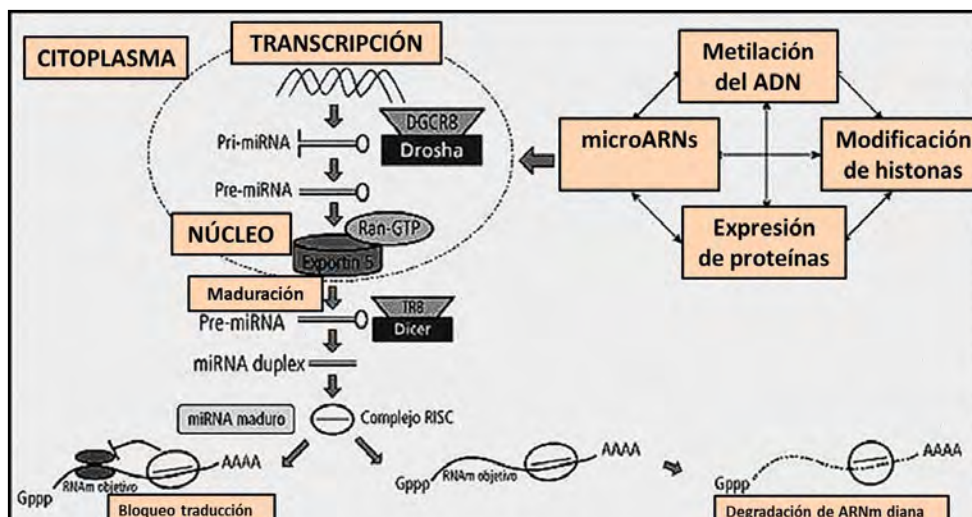 CITOPLASMA
TRANSCRIPCIÓN
DGCR8
Drosha
Pri-miRNA
Pre-miRNA
Ran-GTP
NÚCLEO
Exportin 5
Maduración
Pre-miRNA
TR8
Dicer
miRNA duplex
miRNA maduro
Complejo RISC
Metilación
del ADN
microARNs
Modificación
de histonas
Expresión
de proteínas
AAAA
RNAm objetivo
Gppp
Bloqueo traducción
AAAA
RNAm objetivo
Gppp
AAAA
Gppp
Degradación de ARNm diana